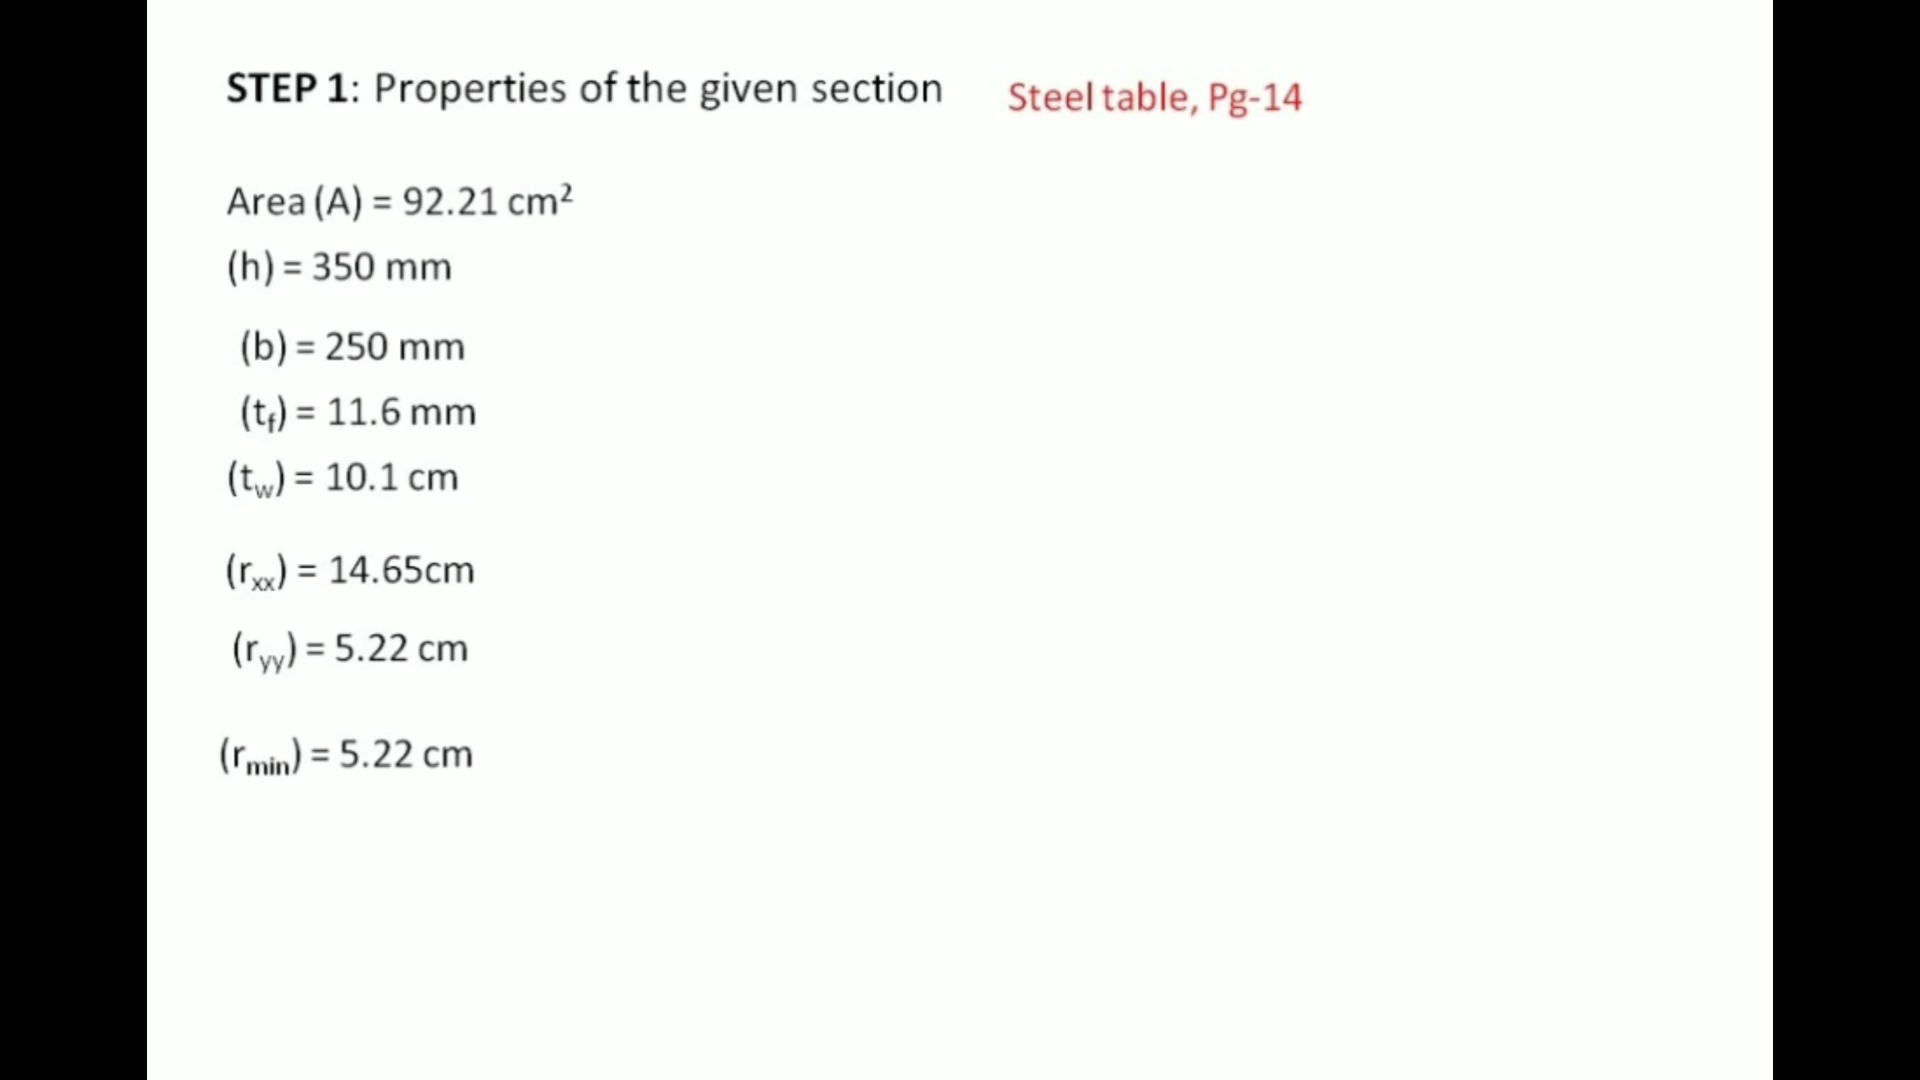 STEP 1: Properties of the given section Steel table, Pg-14
Area (A) = 92.21 cm²
(h) = 350 mm
(b) = 250 mm
(t_f) = 11.6 mm
(t_w) = 10.1 cm
(r_xx) = 14.65cm
(r_yy) = 5.22 cm
(r_min) = 5.22 cm